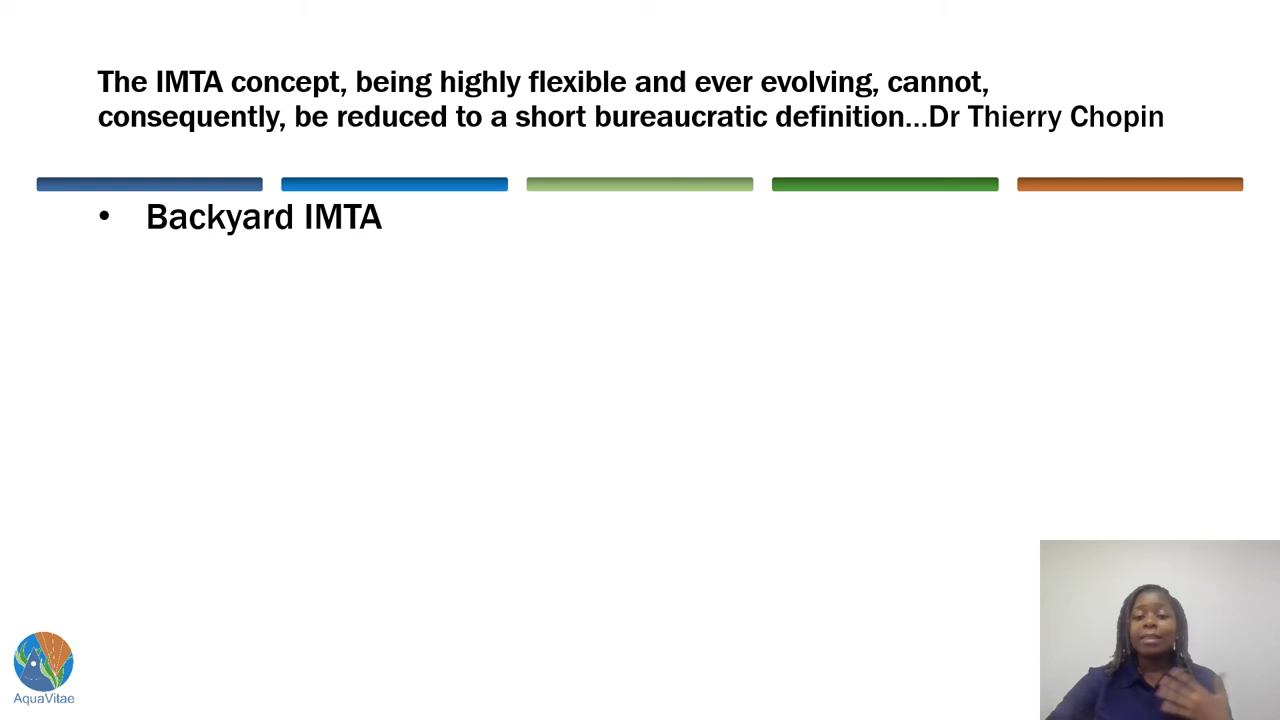 The IMTA concept, being highly flexible and ever evolving, cannot,
consequently, be reduced to a short bureaucratic definition...Dr Thierry Chopin
• Backyard IMTA
AquaVitae